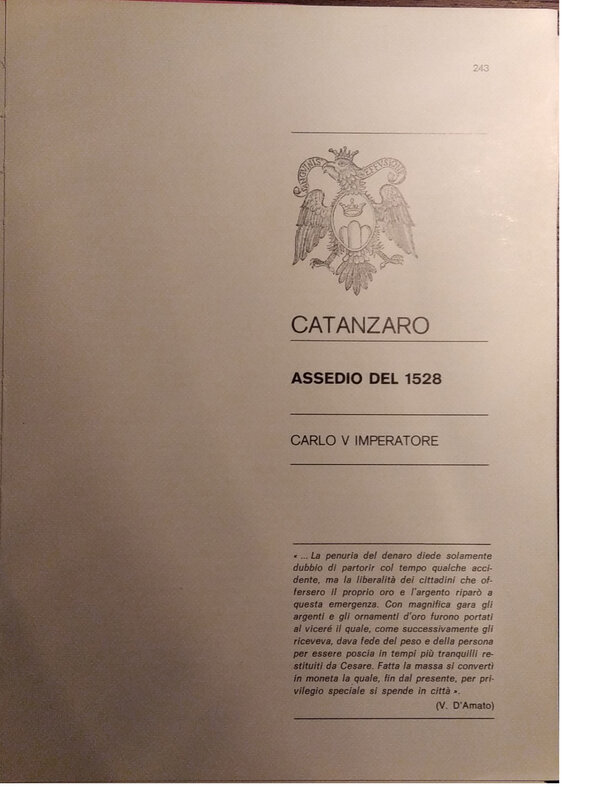 243
SANGVINIS EFFVSIONE
CATANZARO
ASSEDIO DEL 1528
CARLO V IMPERATORE
« ... La penuria del denaro diede solamente
dubbio di partorir col tempo qualche acci-
dente, ma la liberalità dei cittadini che of-
fersero il proprio oro e l'argento riparò a
questa emergenza. Con magnifica gara gli
argenti e gli ornamenti d'oro furono portati
al viceré il quale, come successivamente gli
riceveva, dava fede del peso e della persona
per essere poscia in tempi più tranquilli re-
stituiti da Cesare. Fatta la massa si convertì
in moneta la quale, fin dal presente, per pri-
vilegio speciale si spende in città ».
(V. D'Amato)